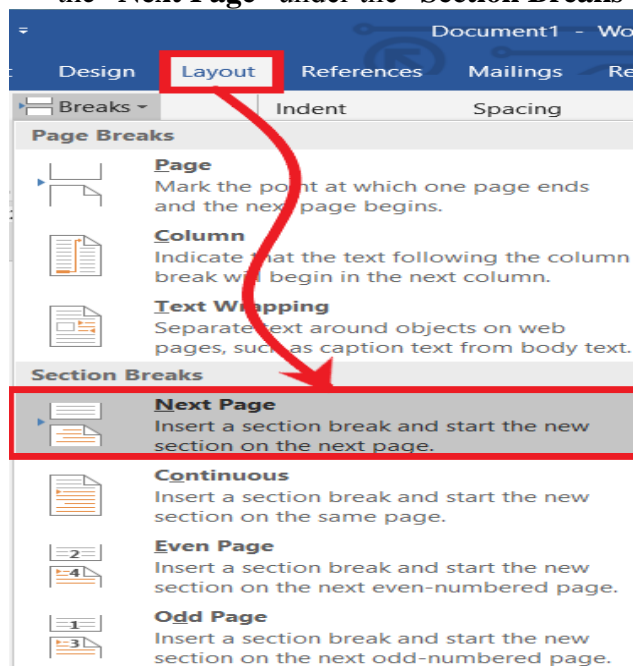 the "Next Page" under the "Section Breaks"
Document1 - Wo
Design Layout References Mailings Re
Breaks Indent Spacing
Page Breaks
Page
Mark the point at which one page ends
and the next page begins.
Column
Indicate that the text following the column
break will begin in the next column.
Text Wrapping
Separate text around objects on web
pages, such as caption text from body text.
Section Breaks
Next Page
Insert a section break and start the new
section on the next page.
Continuous
Insert a section break and start the new
section on the same page.
2
4
Even Page
Insert a section break and start the new
section on the next even-numbered page.
1
3
Odd Page
Insert a section break and start the new
section on the next odd-numbered page.